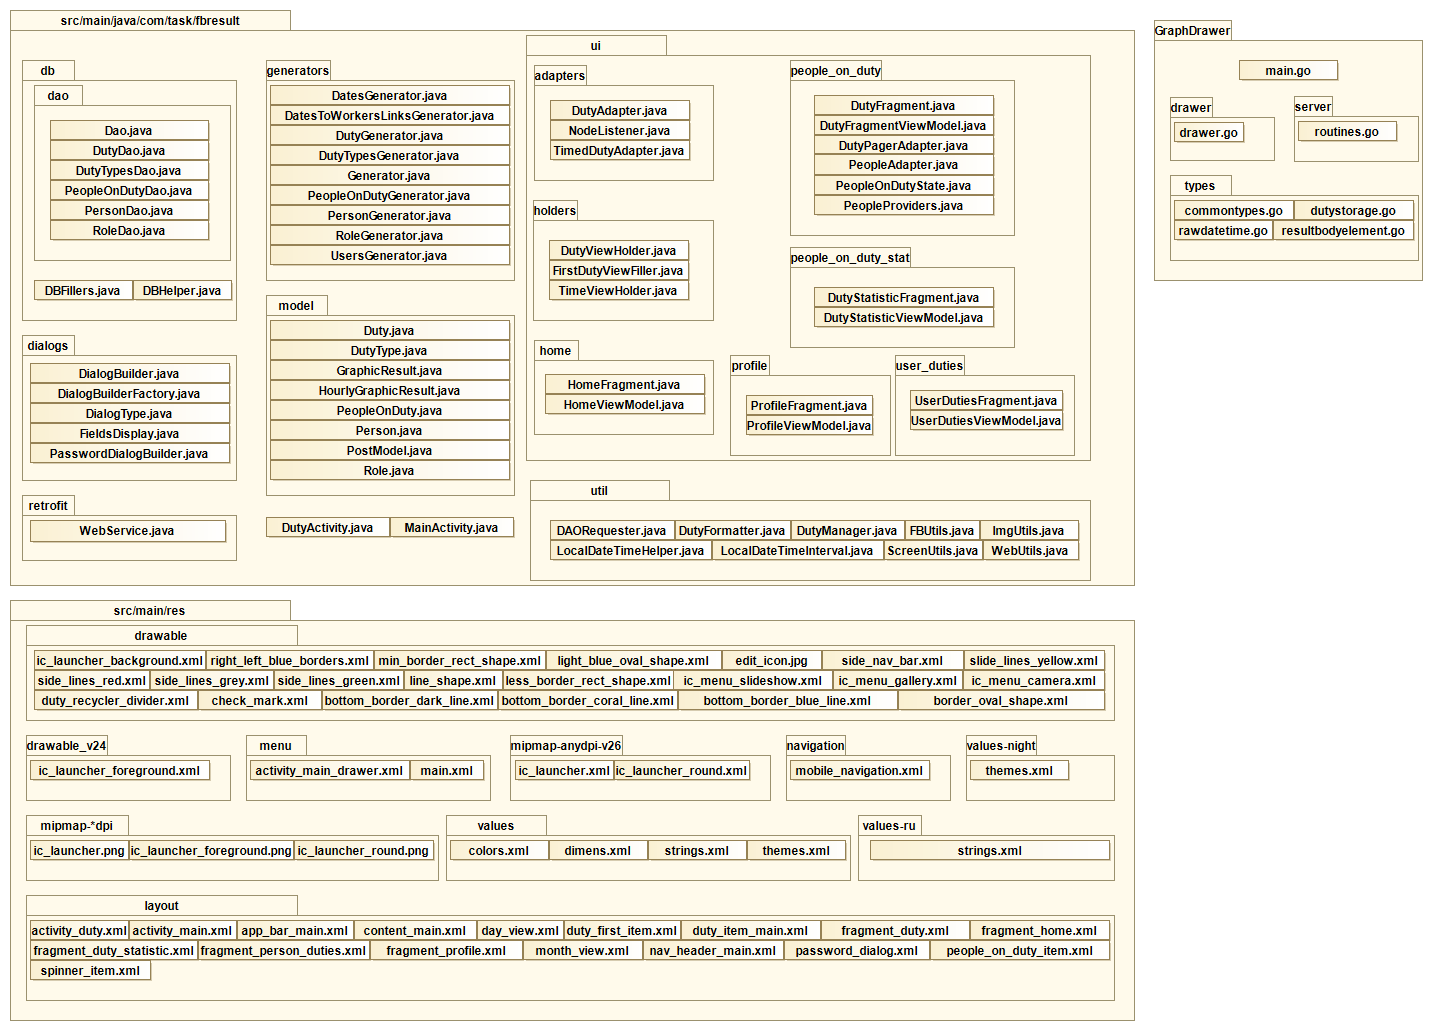 src/main/java/com/task/fbresult
db
dao
Dao.java
DutyDao.java
DutyTypesDao.java
PeopleOnDutyDao.java
PersonDao.java
RoleDao.java
DBFillers.java
DBHelper.java
dialogs
DialogBuilder.java
DialogBuilderFactory.java
DialogType.java
FieldsDisplay.java
PasswordDialogBuilder.java
retrofit
WebService.java
generators
DatesGenerator.java
DatesToWorkersLinksGenerator.java
DutyGenerator.java
DutyTypesGenerator.java
Generator.java
PeopleOnDutyGenerator.java
PersonGenerator.java
RoleGenerator.java
UsersGenerator.java
model
Duty.java
DutyType.java
GraphicResult.java
HourlyGraphicResult.java
PeopleOnDuty.java
Person.java
PostModel.java
Role.java
DutyActivity.java
MainActivity.java
ui
adapters
DutyAdapter.java
NodeListener.java
TimedDutyAdapter.java
holders
DutyViewHolder.java
FirstDutyViewFiller.java
TimeViewHolder.java
home
HomeFragment.java
HomeViewModel.java
people_on_duty
DutyFragment.java
DutyFragmentViewModel.java
DutyPagerAdapter.java
PeopleAdapter.java
PeopleOnDutyState.java
PeopleProviders.java
people_on_duty_stat
DutyStatisticFragment.java
DutyStatisticViewModel.java
profile
ProfileFragment.java
ProfileViewModel.java
user_duties
UserDutiesFragment.java
UserDutiesViewModel.java
util
DAORequester.java
DutyFormatter.java
DutyManager.java
FBUtils.java
ImgUtils.java
LocalDateTimeHelper.java
LocalDateTimeInterval.java
ScreenUtils.java
WebUtils.java
GraphDrawer
main.go
drawer
drawer.go
server
routines.go
types
commontypes.go
dutystorage.go
rawdatetime.go
resultbodyelement.go
src/main/res
drawable
ic_launcher_background.xml
right_left_blue_borders.xml
min_border_rect_shape.xml
light_blue_oval_shape.xml
edit_icon.jpg
side_nav_bar.xml
slide_lines_yellow.xml
side_lines_red.xml
side_lines_grey.xml
side_lines_green.xml
line_shape.xml
less_border_rect_shape.xml
ic_menu_slideshow.xml
ic_menu_gallery.xml
ic_menu_camera.xml
duty_recycler_divider.xml
check_mark.xml
bottom_border_dark_line.xml
bottom_border_coral_line.xml
bottom_border_blue_line.xml
border_oval_shape.xml
drawable_v24
ic_launcher_foreground.xml
menu
activity_main_drawer.xml
main.xml
mipmap-anydpi-v26
ic_launcher.xml
ic_launcher_round.xml
navigation
mobile_navigation.xml
values-night
themes.xml
mipmap-*dpi
ic_launcher.png
ic_launcher_foreground.png
ic_launcher_round.png
values
colors.xml
dimens.xml
strings.xml
themes.xml
values-ru
strings.xml
layout
activity_duty.xml
activity_main.xml
app_bar_main.xml
content_main.xml
day_view.xml
duty_first_item.xml
duty_item_main.xml
fragment_duty.xml
fragment_home.xml
fragment_duty_statistic.xml
fragment_person_duties.xml
fragment_profile.xml
month_view.xml
nav_header_main.xml
password_dialog.xml
people_on_duty_item.xml
spinner_item.xml